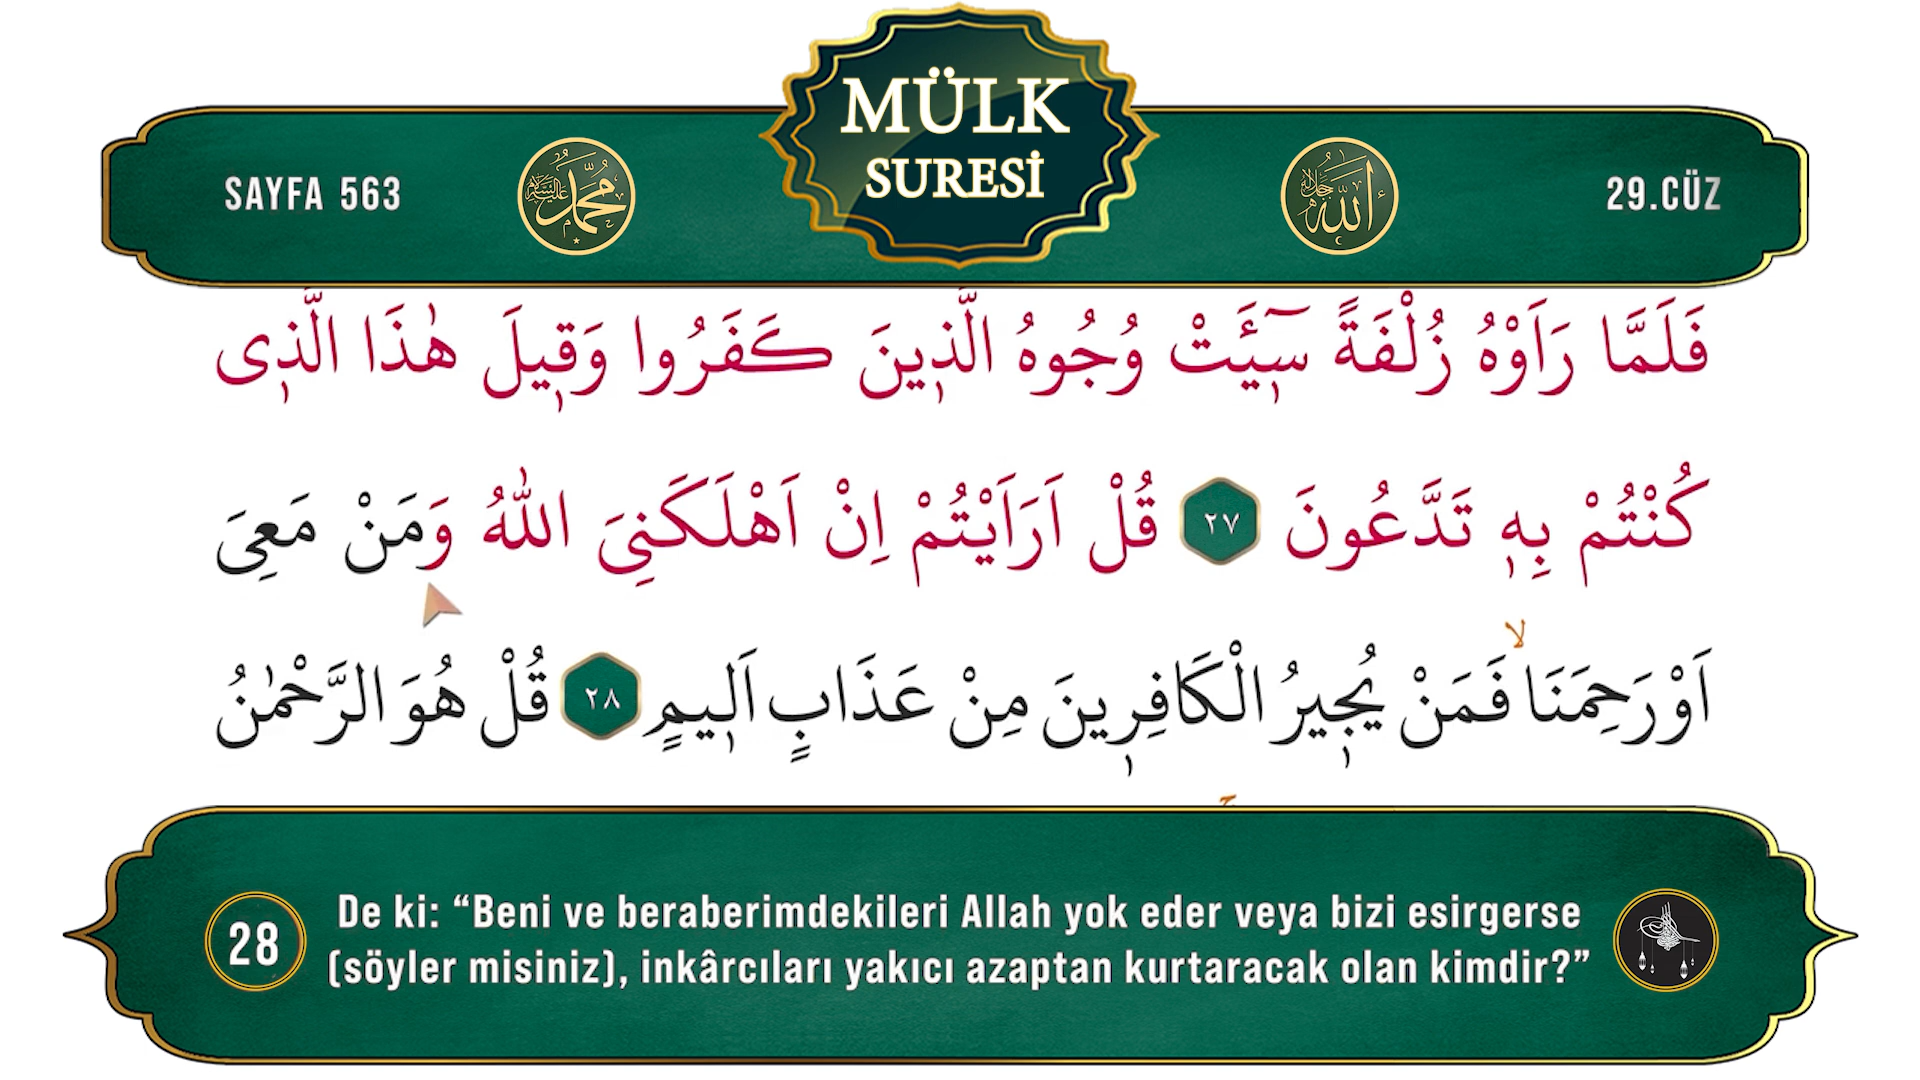 MÜLK
SURESİ
SAYFA 563
29.CÜZ
فَلَمَّا رَاَوْهُ زُلْفَةً سٖٓئَتْ وُجُوهُ الَّذٖينَ كَفَرُوا وَقٖيلَ هٰذَا الَّذٖى
كُنْتُمْ بِهٖ تَدَّعُونَ ﴿٢٧﴾ قُلْ اَرَاَيْتُمْ اِنْ اَهْلَكَنِىَ اللّٰهُ وَمَنْ مَعِىَ
اَوْ رَحِمَنَاۙ فَمَنْ يُجٖيرُ الْكَافِرٖينَ مِنْ عَذَابٍ اَلٖيمٍ ﴿٢٨﴾ قُلْ هُوَ الرَّحْمٰنُ
28
De ki: “Beni ve beraberimdekileri Allah yok eder veya bizi esirgerse
(söyler misiniz), inkârcıları yakıcı azaptan kurtaracak olan kimdir?”